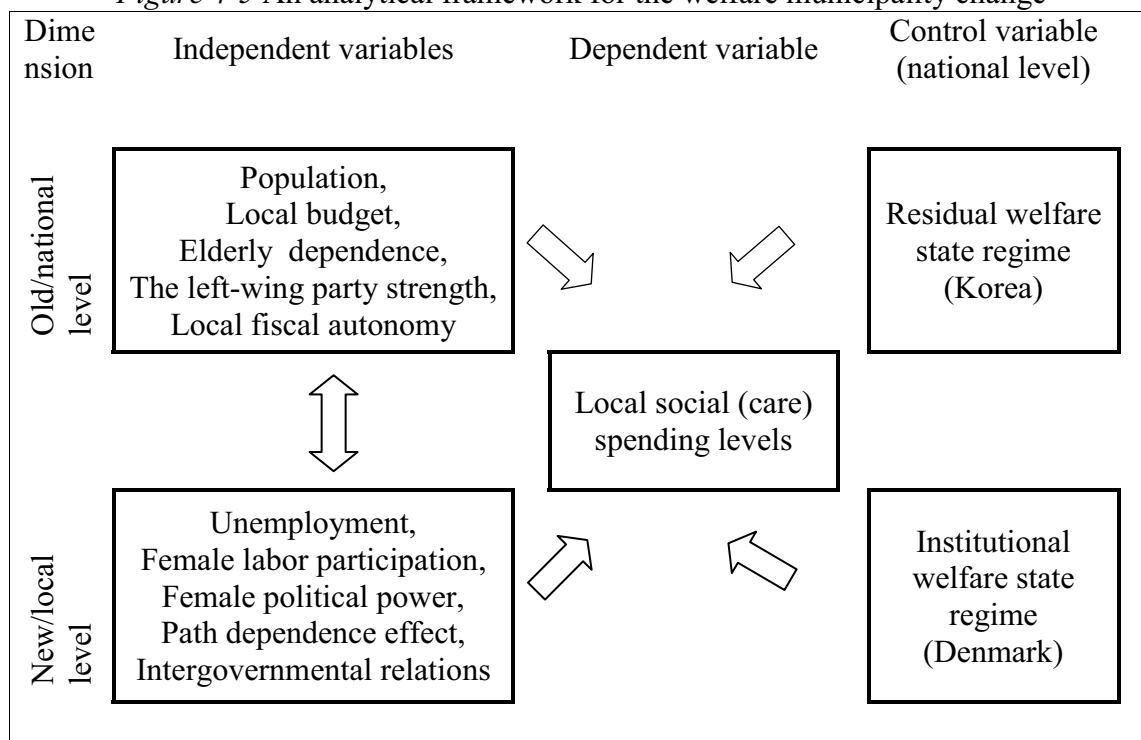 Figure 7-3 An analytical framework for the welfare municipality change
Dime
nsion
Independent variables
Dependent variable
Control variable
(national level)
Old/national
level
Population,
Local budget,
Elderly dependence,
The left-wing party strength,
Local fiscal autonomy
Residual welfare
state regime
(Korea)
Local social (care)
spending levels
New/local
level
Unemployment,
Female labor participation,
Female political power,
Path dependence effect,
Intergovernmental relations
Institutional
welfare state
regime
(Denmark)